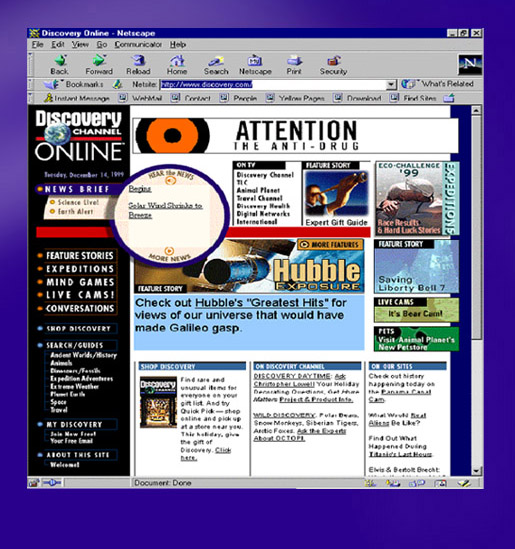 Discovery Online - Netscape
File Edit View Go Communicator Help
Back Forward Reload Home Search Netscape Print Security
Bookmarks Netsite: http://www.discovery.com/ What's Related
Instant Message WebMail Contact People Yellow Pages Download Find Sites
Discovery
CHANNEL
ONLINE
Tuesday, December 14, 1999
NEWS BRIEF
Science Live!
Earth Alert
HEAR the NEWS
Begins
Solar Wind Shrinks to
Breeze
MORE NEWS
ATTENTION
THE ANTI-DRUG
ON TV
Discovery Channel
TLC
Animal Planet
Travel Channel
Discovery Health
Digital Networks
International
FEATURE STORY
Expert Gift Guide
ECO-CHALLENGE
'99
Race Results
& Hard Luck Stories
EXPEDITIONS
FEATURE STORIES
EXPEDITIONS
MIND GAMES
LIVE CAMS!
CONVERSATIONS
SHOP DISCOVERY
SEARCH/GUIDES
Ancient Worlds/History
Animals
Dinosaurs/Fossils
Expedition Adventures
Extreme Weather
Planet Earth
Space
Travel
MY DISCOVERY
Join Now Free!
Your Free Email
ABOUT THIS SITE
Welcome!
MORE FEATURES
Hubble
EXPOSURE
FEATURE STORY
Check out Hubble's "Greatest Hits" for
views of our universe that would have
made Galileo gasp.
FEATURE STORY
Saving
Liberty Bell 7
LIVE CAMS
It's Bear Cam!
PETS
Visit Animal Planet's
New Petstore
SHOP DISCOVERY
Find rare and
unusual items for
everyone on your
gift list. And try
Quick Pick — shop
online and pick up
at a store near you.
This holiday, give
the gift of
Discovery. Click
here.
ON DISCOVERY CHANNEL
DISCOVERY DAYTIME: Ask
Christopher Lowell Your Holiday
Decorating Questions, Get Home
Matters Project & Product Info.
WILD DISCOVERY: Polar Bears,
Snow Monkeys, Siberian Tigers,
Arctic Foxes. Ask the Experts
About OCTOPI.
ON OUR SITES
Check out history
happening today on
the Panama Canal
Cam.
What Would Real
Aliens Be Like?
Find Out What
Happened During
Titanic's Last Hours.
Elvis & Bertolt Brecht:
Document: Done